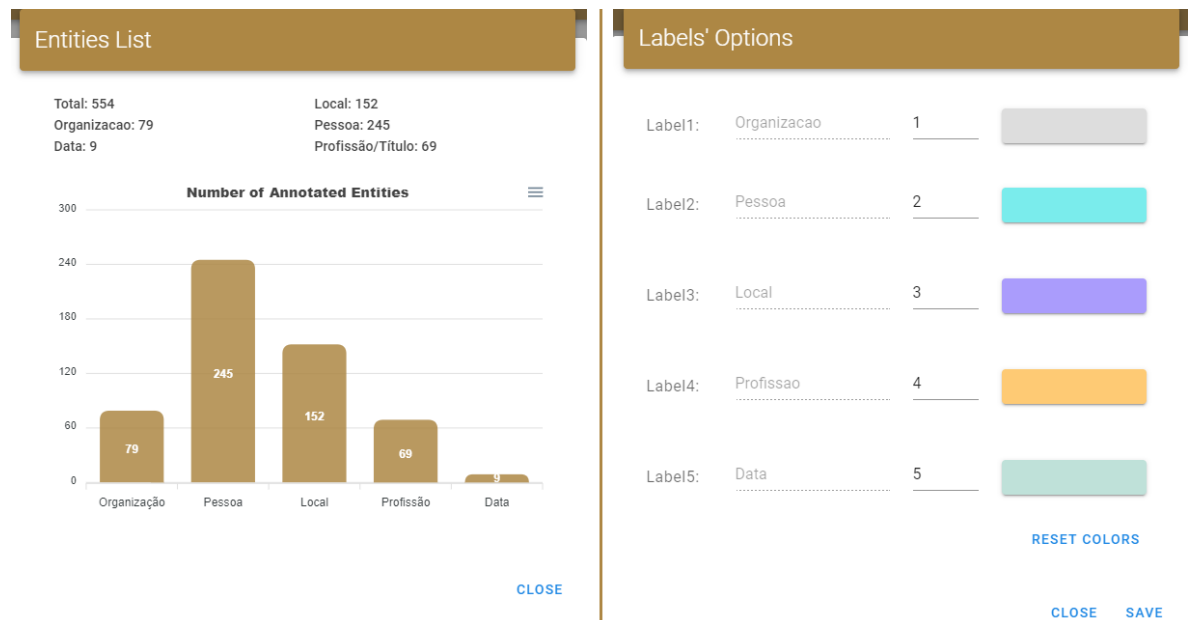 Entities List
Total: 554
Local: 152
Organizacao: 79
Pessoa: 245
Data: 9
Profissão/Título: 69
Number of Annotated Entities
300
240
180
120
60
0
245
152
79
69
9
Organização
Pessoa
Local
Profissão
Data
CLOSE
Labels' Options
Label1: Organizacao 1
Label2: Pessoa 2
Label3: Local 3
Label4: Profissao 4
Label5: Data 5
RESET COLORS
CLOSE SAVE